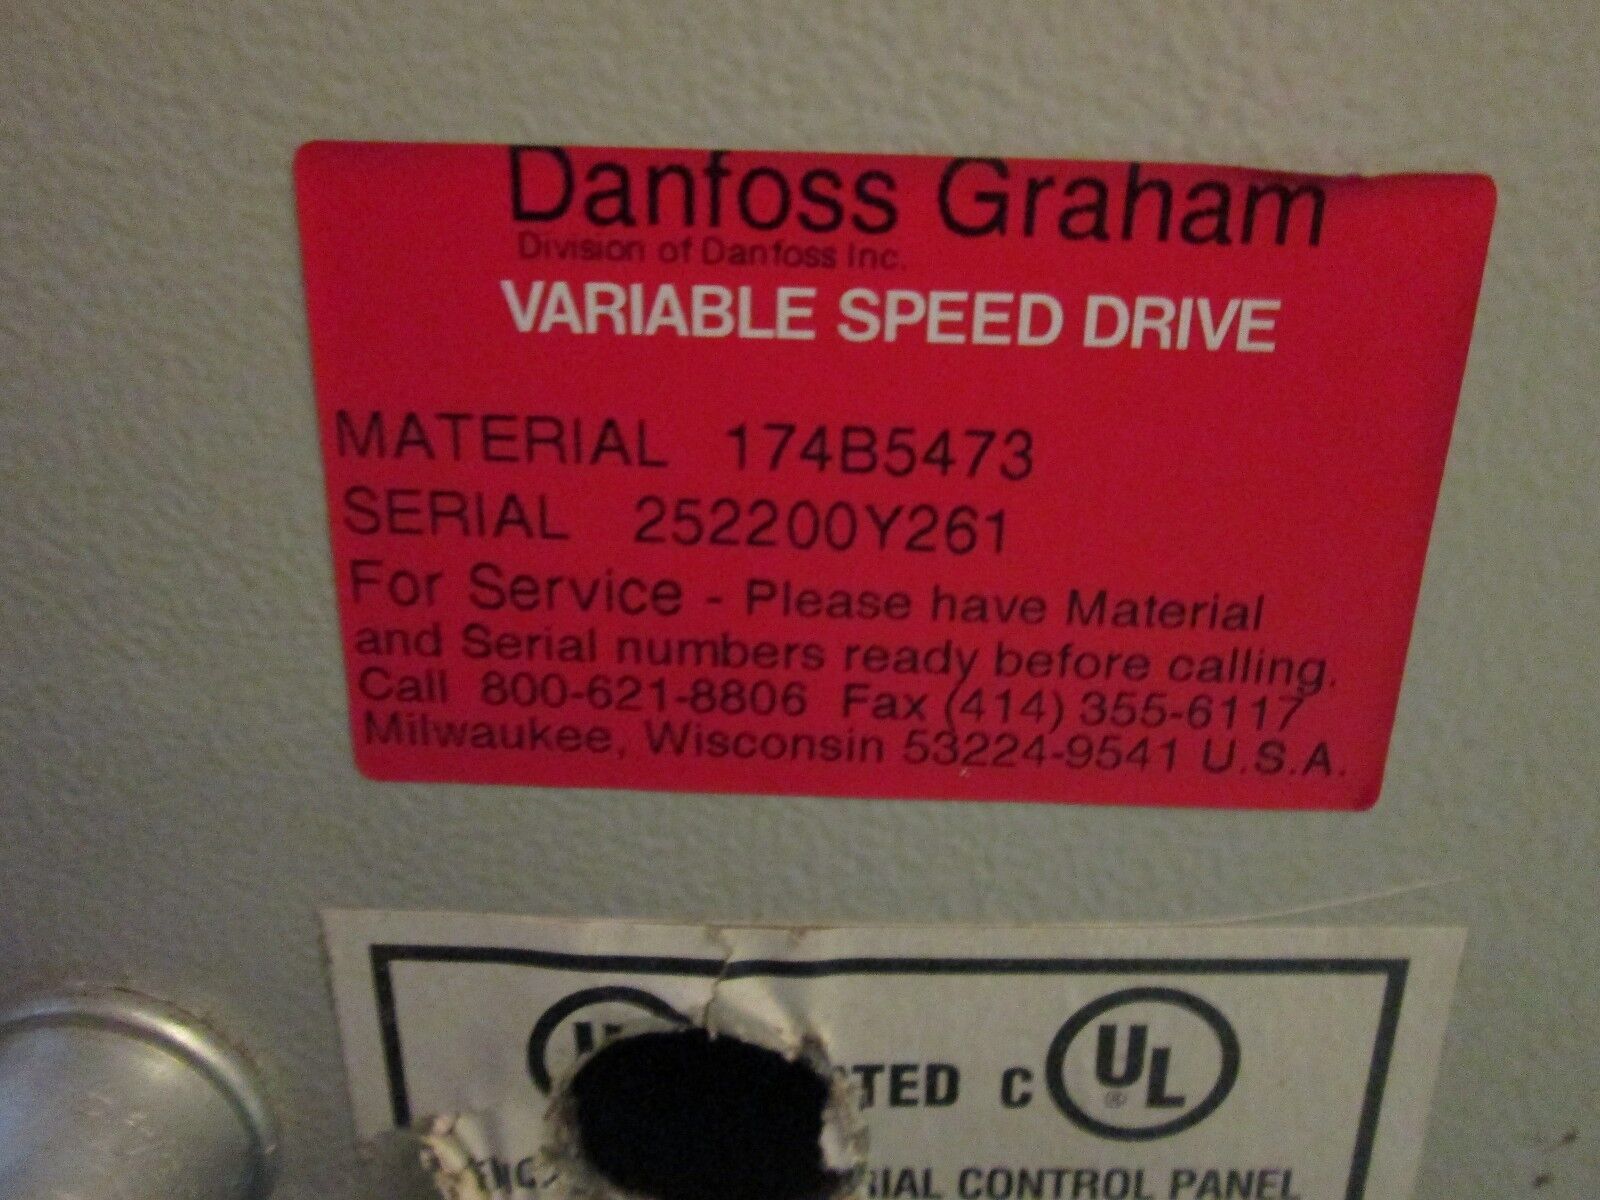 Danfoss Graham
Division of Danfoss Inc.
VARIABLE SPEED DRIVE
MATERIAL 174B5473
SERIAL 252200Y261
For Service - Please have Material
and Serial numbers ready before calling.
Call 800-621-8806 Fax (414) 355-6117
Milwaukee, Wisconsin 53224-9541 U.S.A.
TED C UL ®
IAL CONTROL PANEL